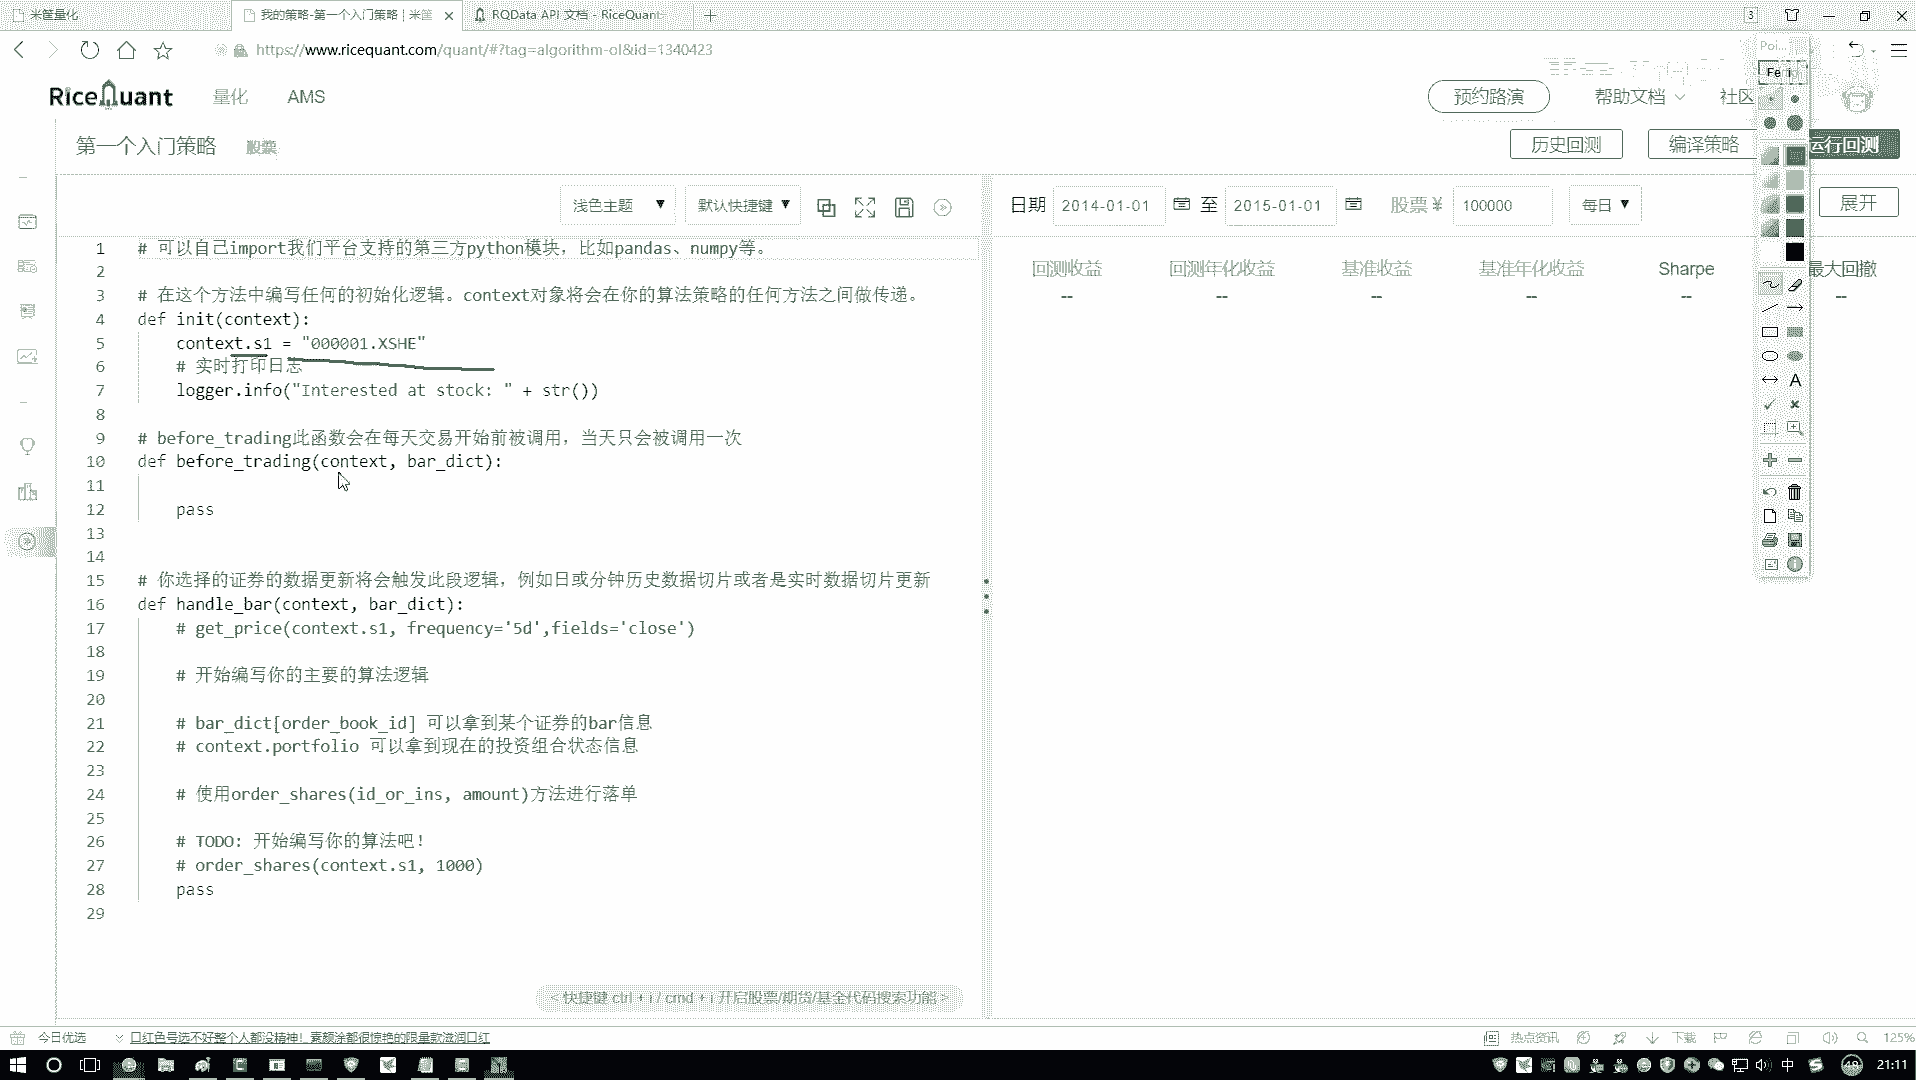 米筐量化
我的策略-第一个入门策略 | 米筐
RQData API 文档 - RiceQuant
3
https://www.ricequant.com/quant/#?tag=algorithm-ol&id=1340423
RiceQuant 量化 AMS 预约路演 帮助文档 社区
第一个入门策略 股票 历史回测 编译策略 运行回测
浅色主题 默认快捷键 日期 2014-01-01 至 2015-01-01 股票 ¥ 100000 每日 展开
回测收益 回测年化收益 基准收益 基准年化收益 Sharpe 最大回撤
-- -- -- -- -- --
1 # 可以自己import我们平台支持的第三方python模块，比如pandas、numpy等。
2
3 # 在这个方法中编写任何的初始化逻辑。context对象将会在你的算法策略的任何方法之间做传递。
4 def init(context):
5 context.s1 = "000001.XSHE"
6 # 实时打印日志
7 logger.info("Interested at stock: " + str())
8
9 # before_trading此函数会在每天交易开始前被调用，当天只会被调用一次
10 def before_trading(context, bar_dict):
11
12 pass
13
14
15 # 你选择的证券的数据更新将会触发此段逻辑，例如日或分钟历史数据切片或者是实时数据切片更新
16 def handle_bar(context, bar_dict):
17 # get_price(context.s1, frequency='5d',fields='close')
18
19 # 开始编写你的主要的算法逻辑
20
21 # bar_dict[order_book_id] 可以拿到某个证券的bar信息
22 # context.portfolio 可以拿到现在的投资组合状态信息
23
24 # 使用order_shares(id_or_ins, amount)方法进行落单
25
26 # TODO: 开始编写你的算法吧！
27 # order_shares(context.s1, 1000)
28 pass
29
< 快捷键 ctrl + i / cmd + i 开启股票/期货/基金代码搜索功能 >
今日优选 口红色号选不好整个人都没精神！素颜涂都很惊艳的限量款滋润口红 热点资讯 下载 125%
中 21:11